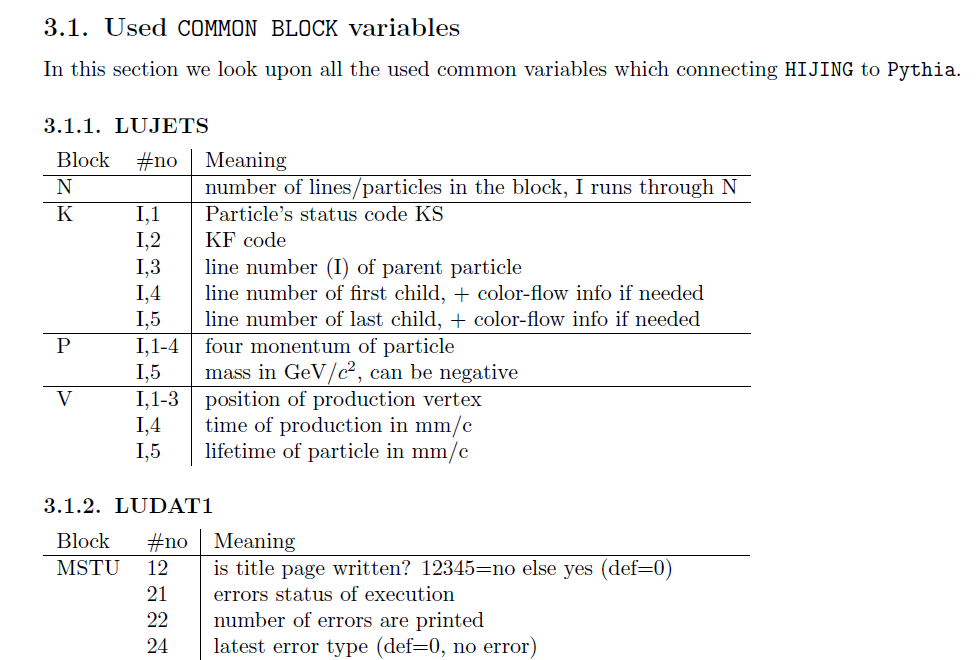 3.1. Used COMMON BLOCK variables
In this section we look upon all the used common variables which connecting HIJING to Pythia.
3.1.1. LUJETS
Block #no Meaning
N number of lines/particles in the block, I runs through N
K I,1 Particle's status code KS
I,2 KF code
I,3 line number (I) of parent particle
I,4 line number of first child, + color-flow info if needed
I,5 line number of last child, + color-flow info if needed
P I,1-4 four monentum of particle
I,5 mass in GeV/c², can be negative
V I,1-3 position of production vertex
I,4 time of production in mm/c
I,5 lifetime of particle in mm/c
3.1.2. LUDAT1
Block #no Meaning
MSTU 12 is title page written? 12345=no else yes (def=0)
21 errors status of execution
22 number of errors are printed
24 latest error type (def=0, no error)